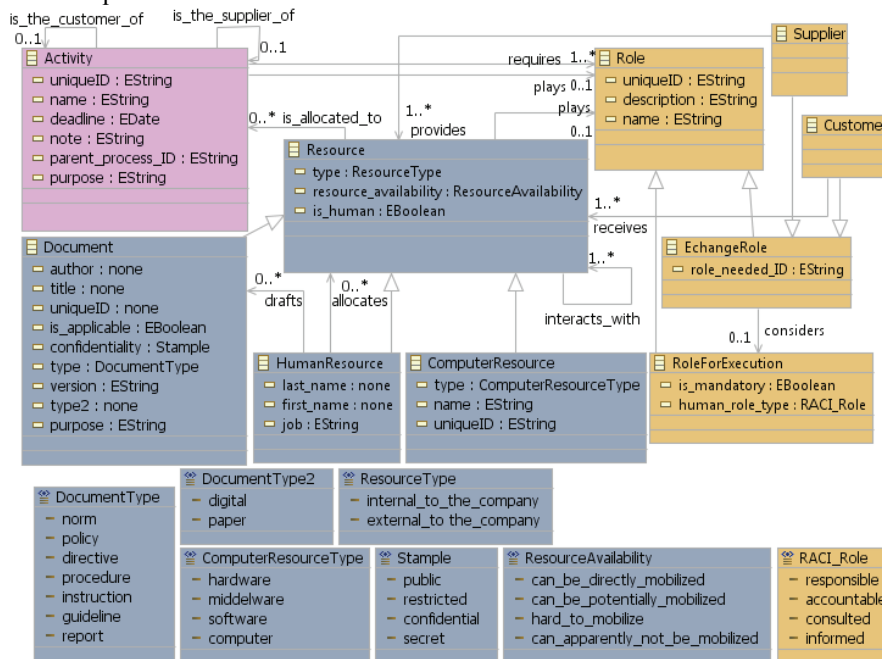 is_the_customer_of
is_the_supplier_of
0..1
0..1
Activity
uniqueID : EString
name : EString
deadline : EDate
note : EString
parent_process_ID : EString
purpose : EString
requires 1..*
plays 0..1
plays
0..1
Role
uniqueID : EString
description : EString
name : EString
Supplier
Custome
0..* is_allocated_to
1..*
provides
Resource
type : ResourceType
resource_availability : ResourceAvailability
is_human : EBoolean
1..*
receives
1..*
interacts_with
EchangeRole
role_needed_ID : EString
considers
0..1
Document
author : none
title : none
uniqueID : none
is_applicable : EBoolean
confidentiality : Stample
type : DocumentType
version : EString
type2 : none
purpose : EString
0..*
drafts
0..*
allocates
HumanResource
last_name : none
first_name : none
job : EString
ComputerResource
type : ComputerResourceType
name : EString
uniqueID : EString
RoleForExecution
is_mandatory : EBoolean
human_role_type : RACI_Role
DocumentType
norm
policy
directive
procedure
instruction
guideline
report
DocumentType2
digital
paper
ResourceType
internal_to_the_company
external_to the_company
ComputerResourceType
hardware
middelware
software
computer
Stample
public
restricted
confidential
secret
ResourceAvailability
can_be_directly_mobilized
can_be_potentially_mobilized
hard_to_mobilize
can_apparently_not_be_mobilized
RACI_Role
responsible
accountable
consulted
informed